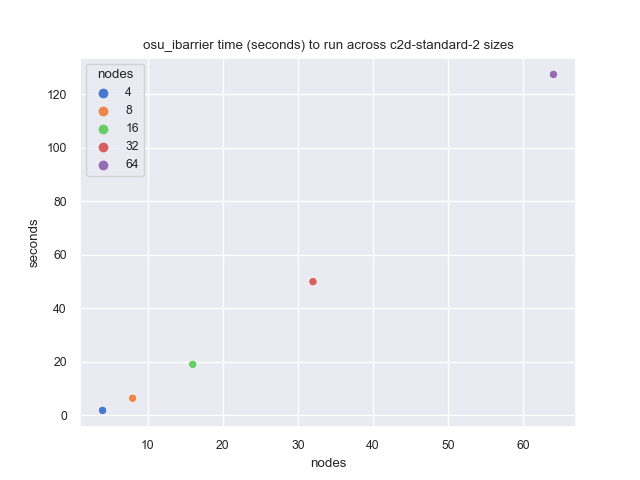 osu_ibarrier time (seconds) to run across c2d-standard-2 sizes
nodes
4
8
16
32
64
120
100
80
60
40
20
0
seconds
10 20 30 40 50 60
nodes